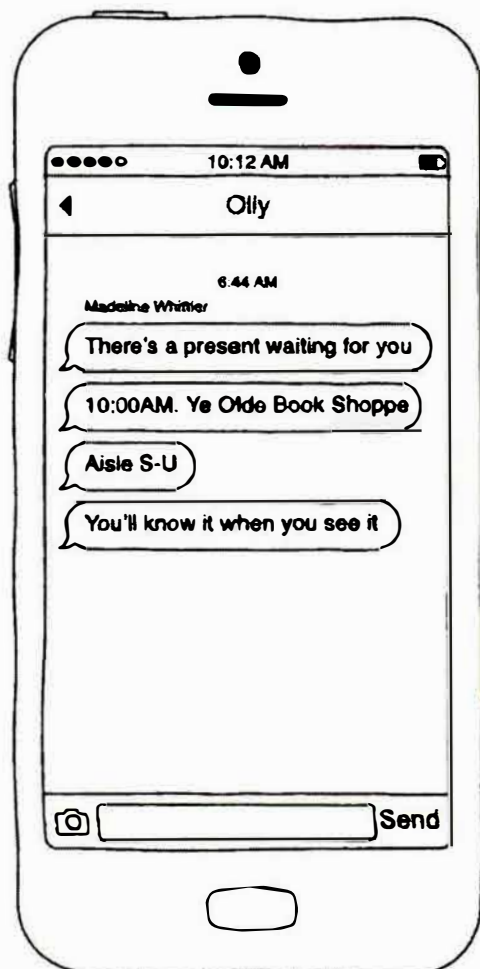 10:12 AM
Olly
6:44 AM
Madeline Whittier
There's a present waiting for you
10:00AM. Ye Olde Book Shoppe
Aisle S-U
You'll know it when you see it
Send